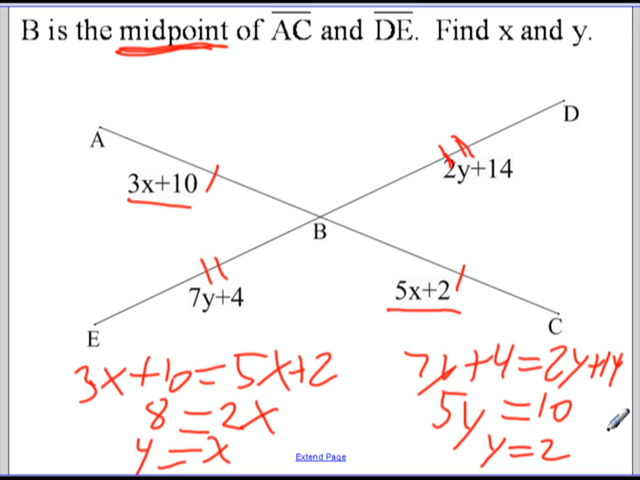 B is the midpoint of AC and DE. Find x and y.
D
A
2y+14
3x+10
B
5x+2
7y+4
C
E
3x+10=5x+2
7y+4=2y+14
8=2x
5y=10
4=x
y=2
Extend Page